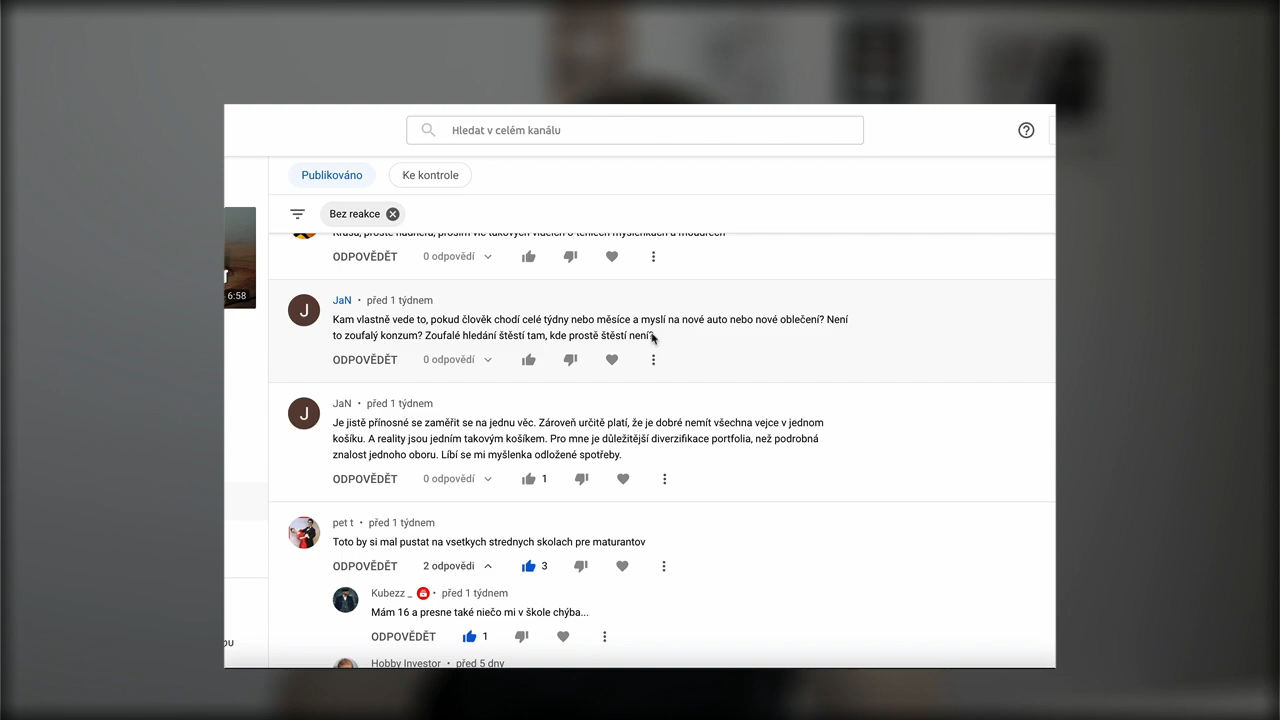 Hledat v celém kanálu
Publikováno
Ke kontrole
Bez reakce
6:58
ODPOVĚDĚT 0 odpovědí
JaN • před 1 týdnem
Kam vlastně vede to, pokud člověk chodí celé týdny nebo měsíce a myslí na nové auto nebo nové oblečení? Není
to zoufalý konzum? Zoufalé hledání štěstí tam, kde prostě štěstí není?
ODPOVĚDĚT 0 odpovědí
JaN • před 1 týdnem
Je jistě přínosné se zaměřit se na jednu věc. Zároveň určitě platí, že je dobré nemít všechna vejce v jednom
košíku. A reality jsou jedním takovým košíkem. Pro mne je důležitější diverzifikace portfolia, než podrobná
znalost jednoho oboru. Líbí se mi myšlenka odložené spotřeby.
ODPOVĚDĚT 0 odpovědí 1
pet t • před 1 týdnem
Toto by si mal pustat na vsetkych strednych skolach pre maturantov
ODPOVĚDĚT 2 odpovědi 3
Kubezz _ • před 1 týdnem
Mám 16 a presne také niečo mi v škole chýba...
ODPOVĚDĚT 1
Hobby Investor • před 5 dny
J
J